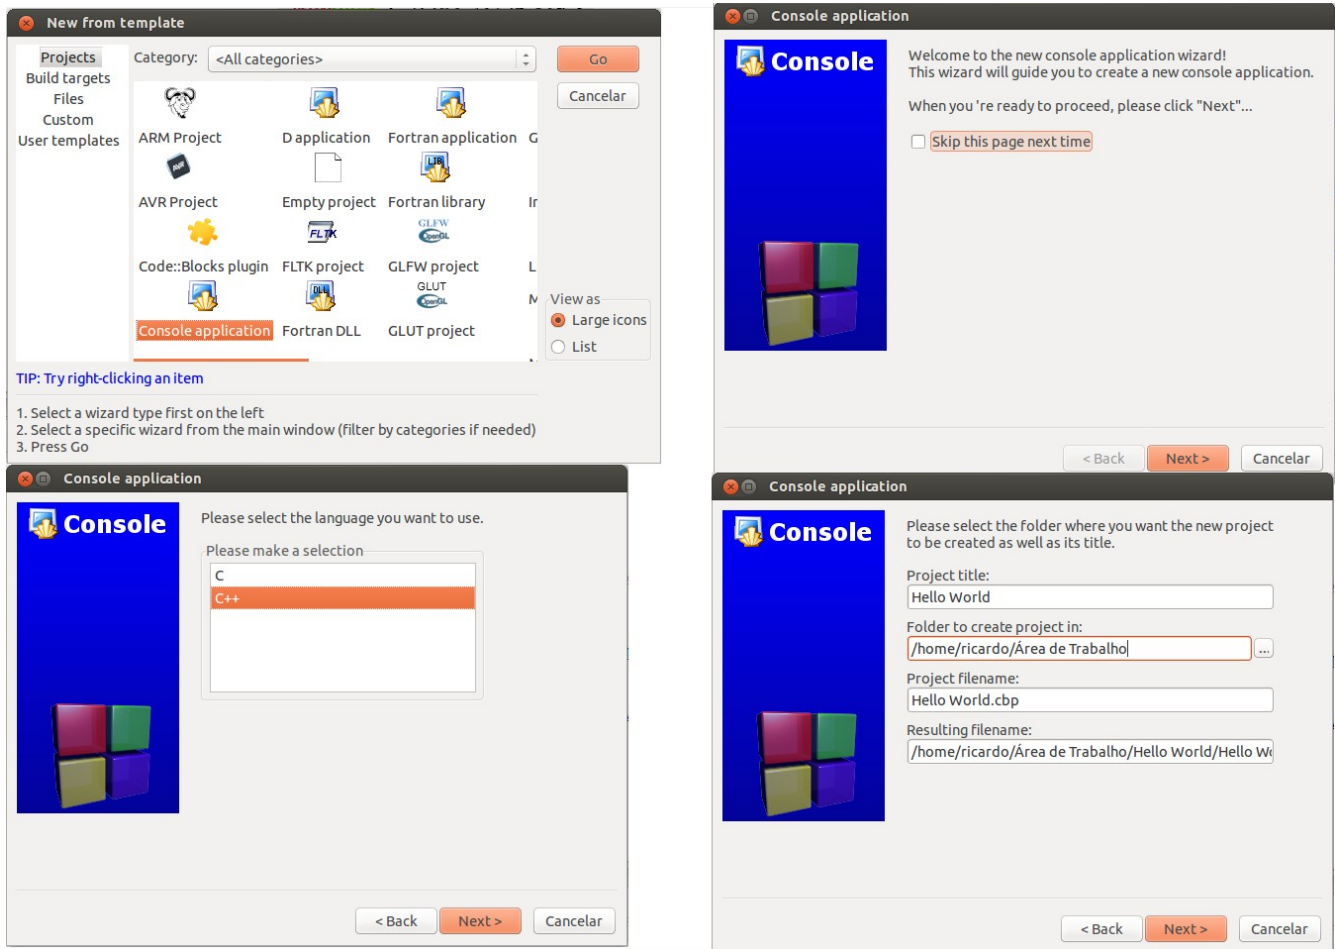 New from template
Projects
Build targets
Files
Custom
User templates
Category: <All categories>
Go
Cancelar
ARM Project D application Fortran application G
AVR Project Empty project Fortran library Ir
FLTK GLFW OpenGL
Code::Blocks plugin FLTK project GLFW project L
DLL GLUT OpenGL
Console application Fortran DLL GLUT project M
View as
Large icons
List
TIP: Try right-clicking an item
1. Select a wizard type first on the left
2. Select a specific wizard from the main window (filter by categories if needed)
3. Press Go
Console application
Console
Welcome to the new console application wizard!
This wizard will guide you to create a new console application.
When you 're ready to proceed, please click "Next"...
Skip this page next time
< Back Next > Cancelar
Console application
Console
Please select the language you want to use.
Please make a selection
C
C++
< Back Next > Cancelar
Console application
Console
Please select the folder where you want the new project
to be created as well as its title.
Project title:
Hello World
Folder to create project in:
/home/ricardo/Área de Trabalho
...
Project filename:
Hello World.cbp
Resulting filename:
/home/ricardo/Área de Trabalho/Hello World/Hello Wo
< Back Next > Cancelar